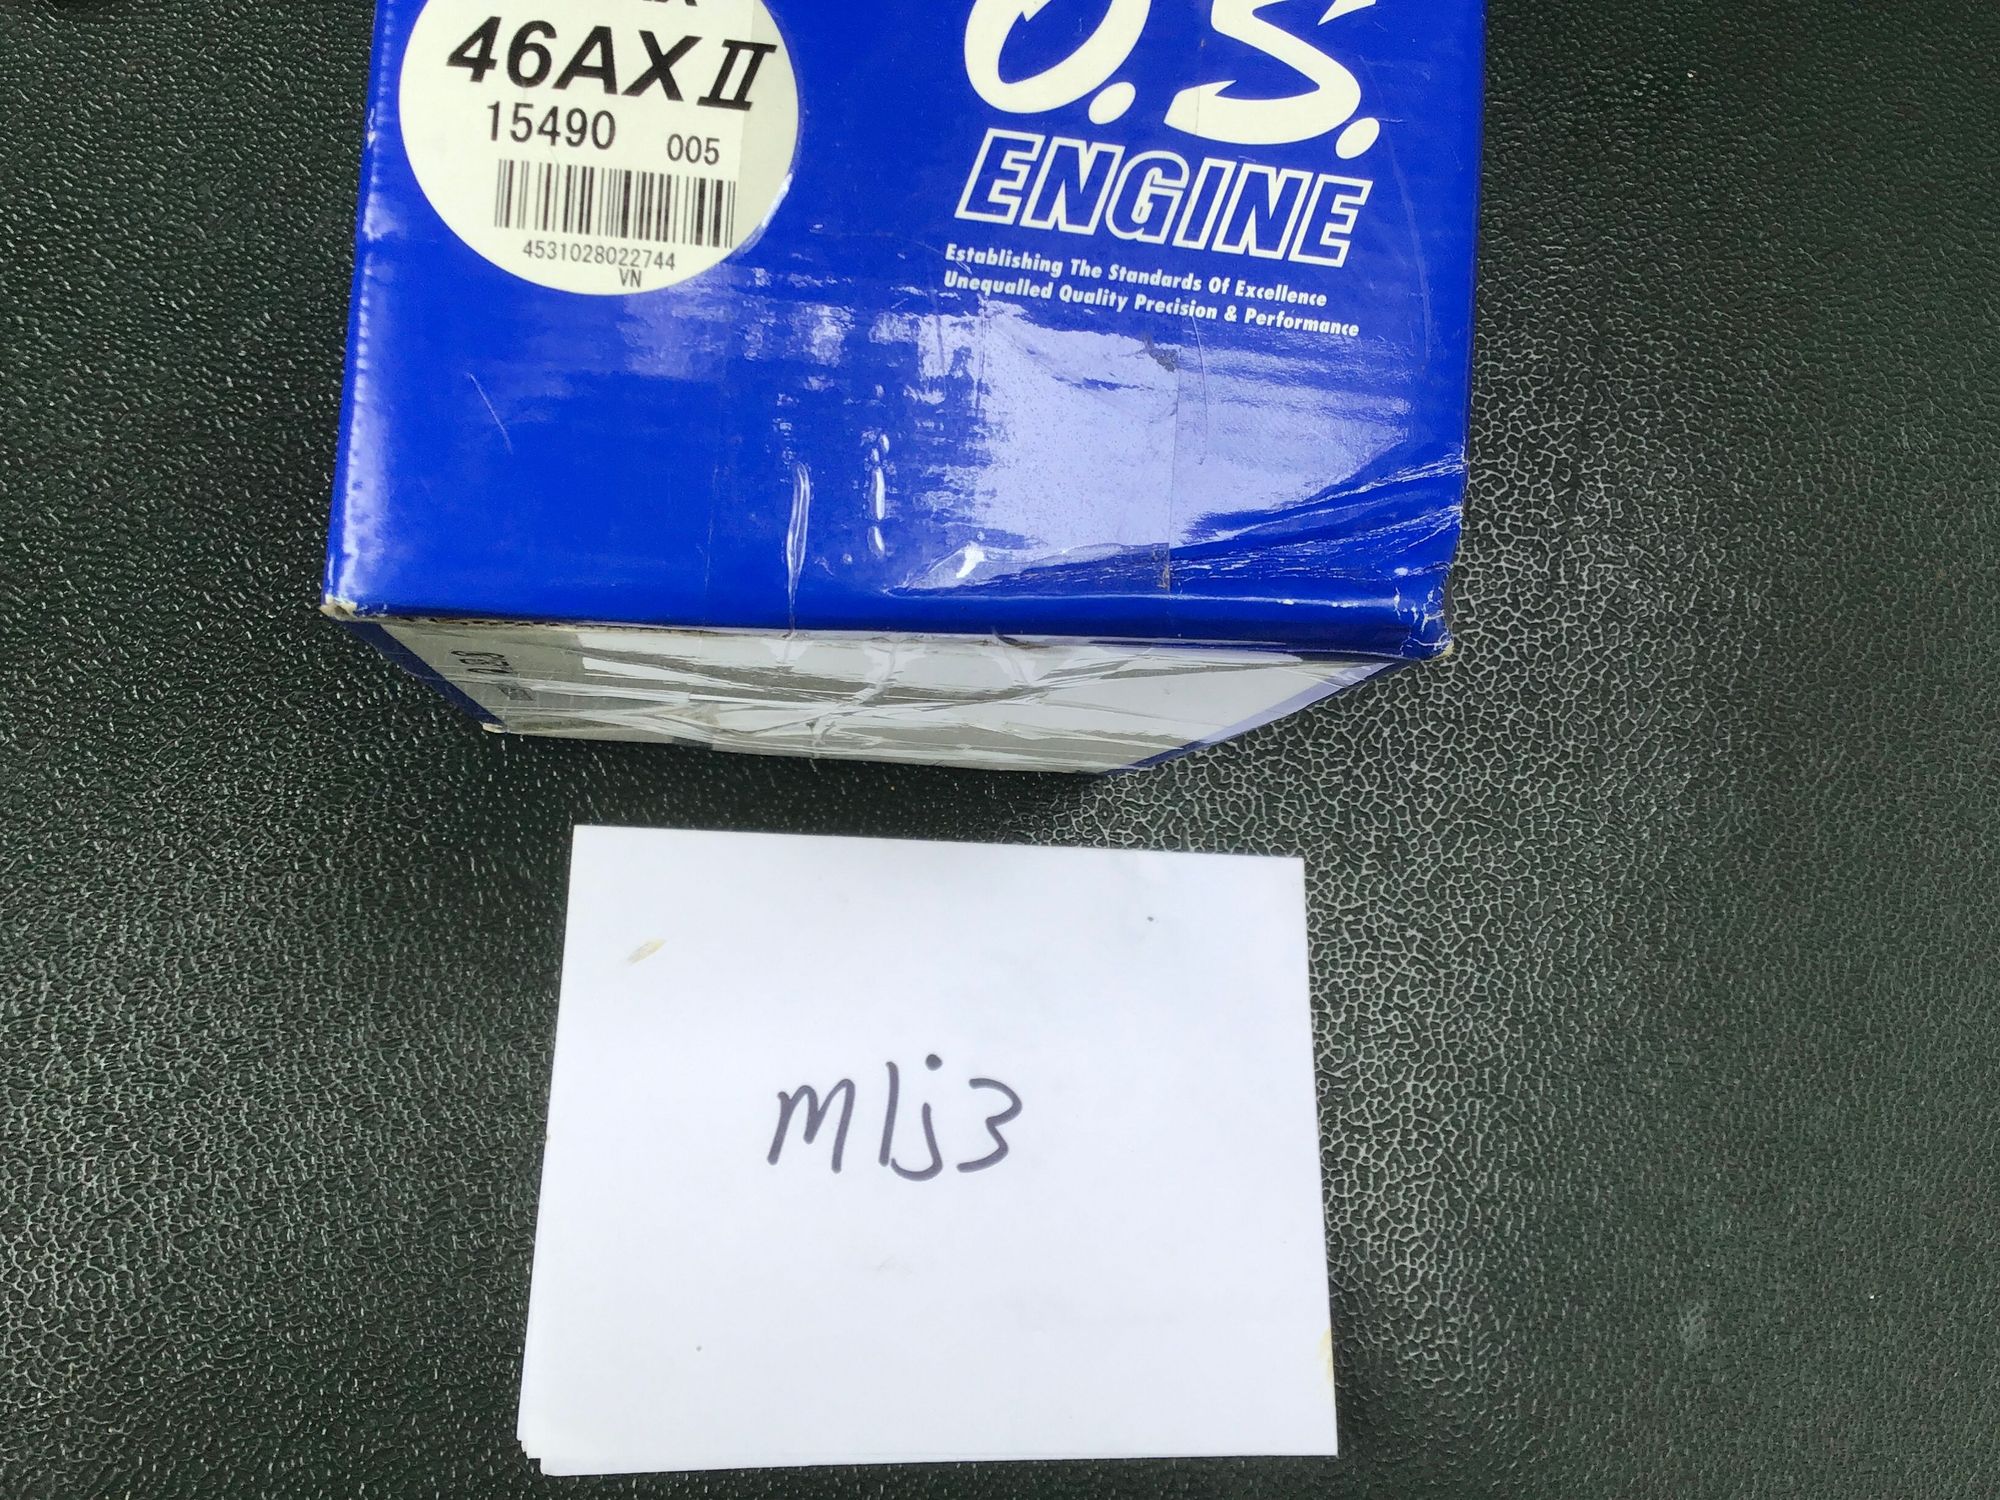 46AX II
15490 005
4531028022744
VN
O.S.
ENGINE
Establishing The Standards Of Excellence
Unequalled Quality Precision & Performance
mlj3